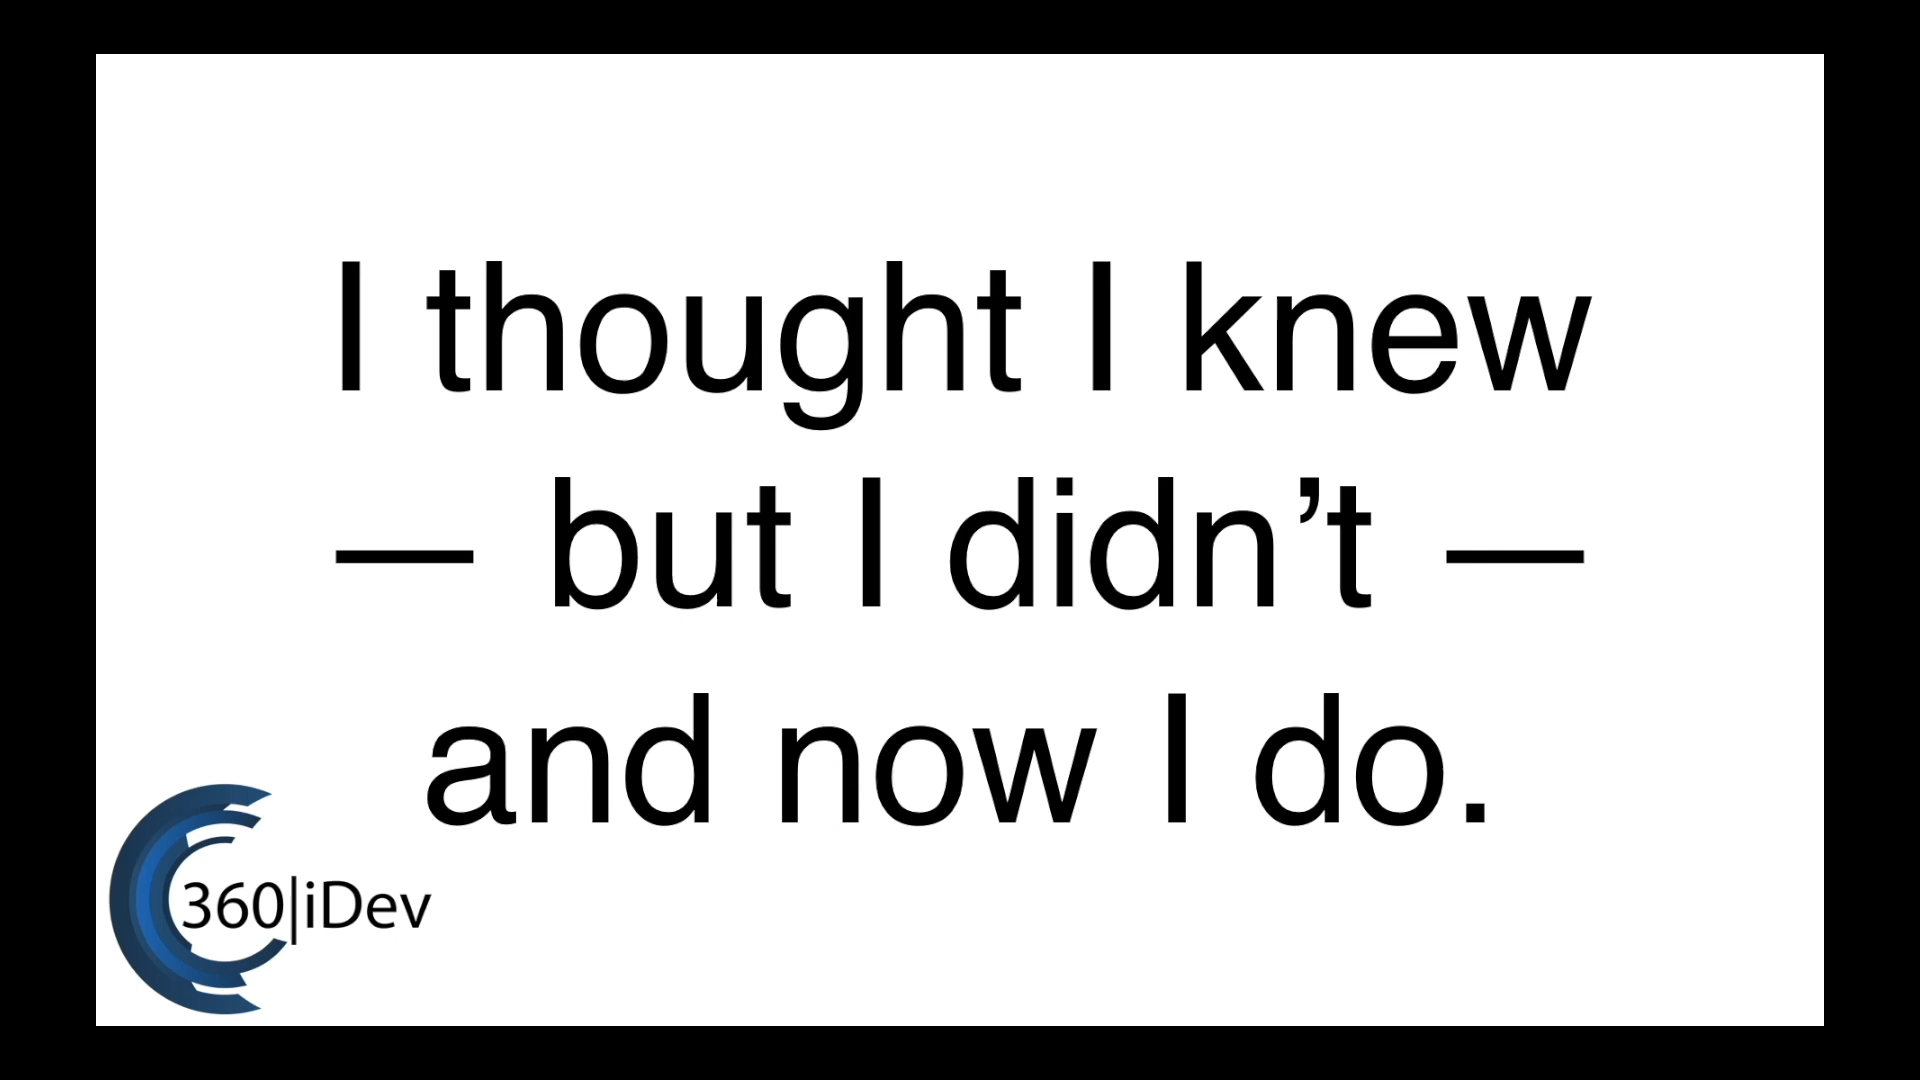 I thought I knew
— but I didn’t —
and now I do.
360|iDev